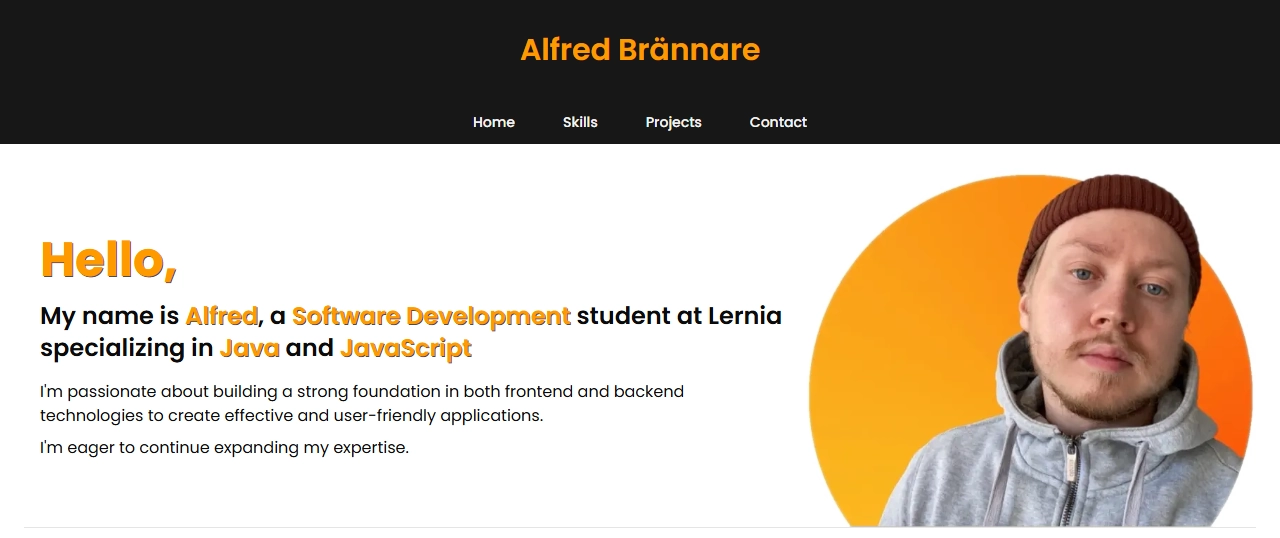 Alfred Brännare
Home Skills Projects Contact
Hello,
My name is Alfred, a Software Development student at Lernia
specializing in Java and JavaScript
I'm passionate about building a strong foundation in both frontend and backend
technologies to create effective and user-friendly applications.
I'm eager to continue expanding my expertise.